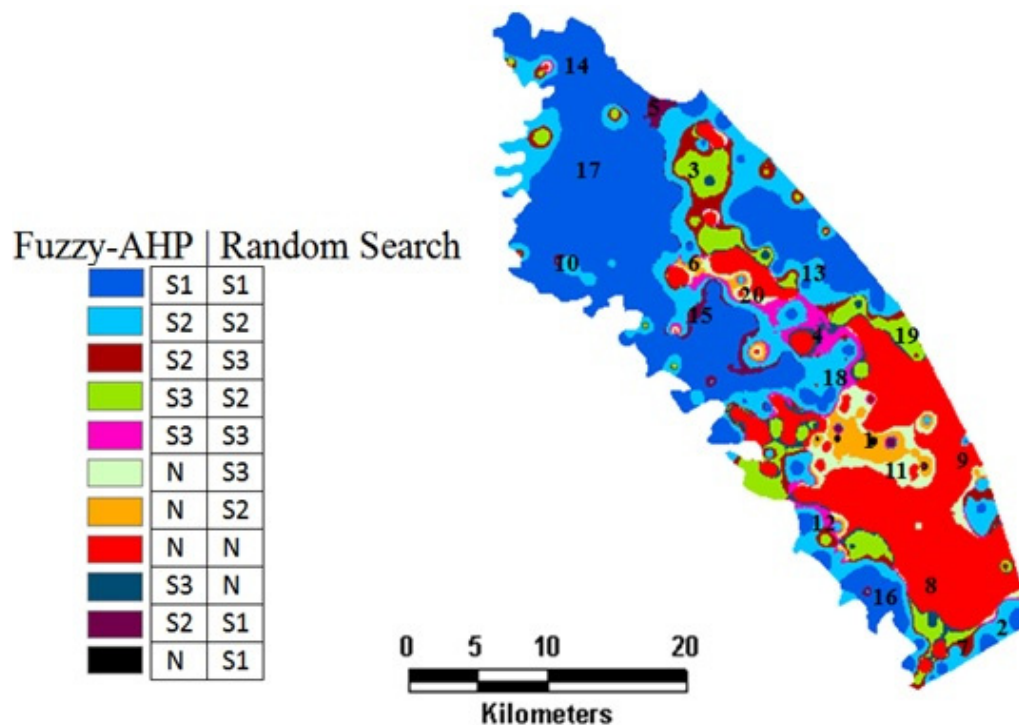 Fuzzy-AHP Random Search
S1 S1
S2 S2
S2 S3
S3 S2
S3 S3
N S3
N S2
N N
S3 N
S2 S1
N S1
14
5
17
3
10
6
13
20
15
4
19
18
1
9
11
12
8
16
2
7
0 5 10 20
Kilometers